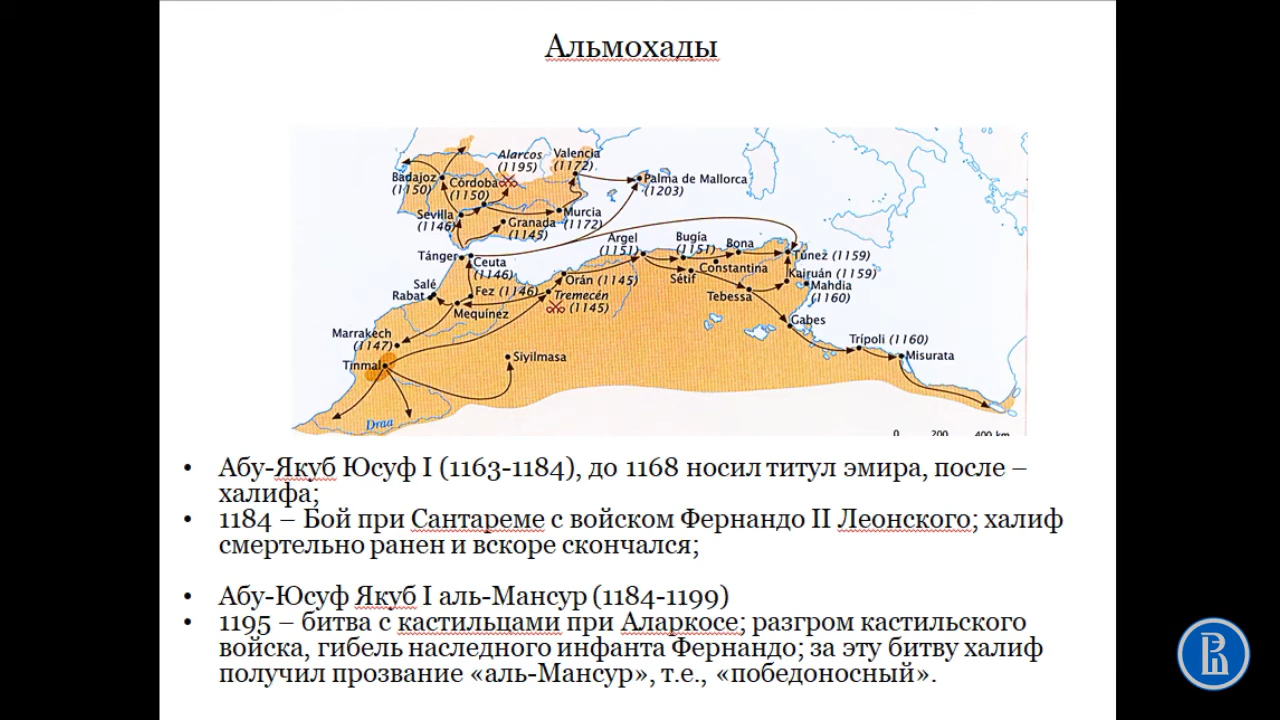 Альмохады
Alarcos
(1195)
Valencia
(1172)
Badajoz
(1150)
Córdoba
(1150)
Palma de Mallorca
(1203)
Sevilla
(1146)
Granada
(1145)
Murcia
(1172)
Tánger
Ceuta
(1146)
Argel
(1151)
Bugía
(1151)
Bona
Túnez (1159)
Constantina
Sétif
Kairuán (1159)
Mahdia
(1160)
Tebessa
Salé
Rabat
Fez (1146)
Orán (1145)
Tremecén
(1145)
Mequínez
Gabes
Marrakech
(1147)
Trípoli (1160)
Misurata
Tinmal
Siyilmasa
Draa
0 200 400 km
• Абу-Якуб Юсуф I (1163-1184), до 1168 носил титул эмира, после –
халифа;
• 1184 – Бой при Сантареме с войском Фернандо II Леонского; халиф
смертельно ранен и вскоре скончался;
• Абу-Юсуф Якуб I аль-Мансур (1184-1199)
• 1195 – битва с кастильцами при Аларкосе; разгром кастильского
войска, гибель наследного инфанта Фернандо; за эту битву халиф
получил прозвание «аль-Мансур», т.е., «победоносный».